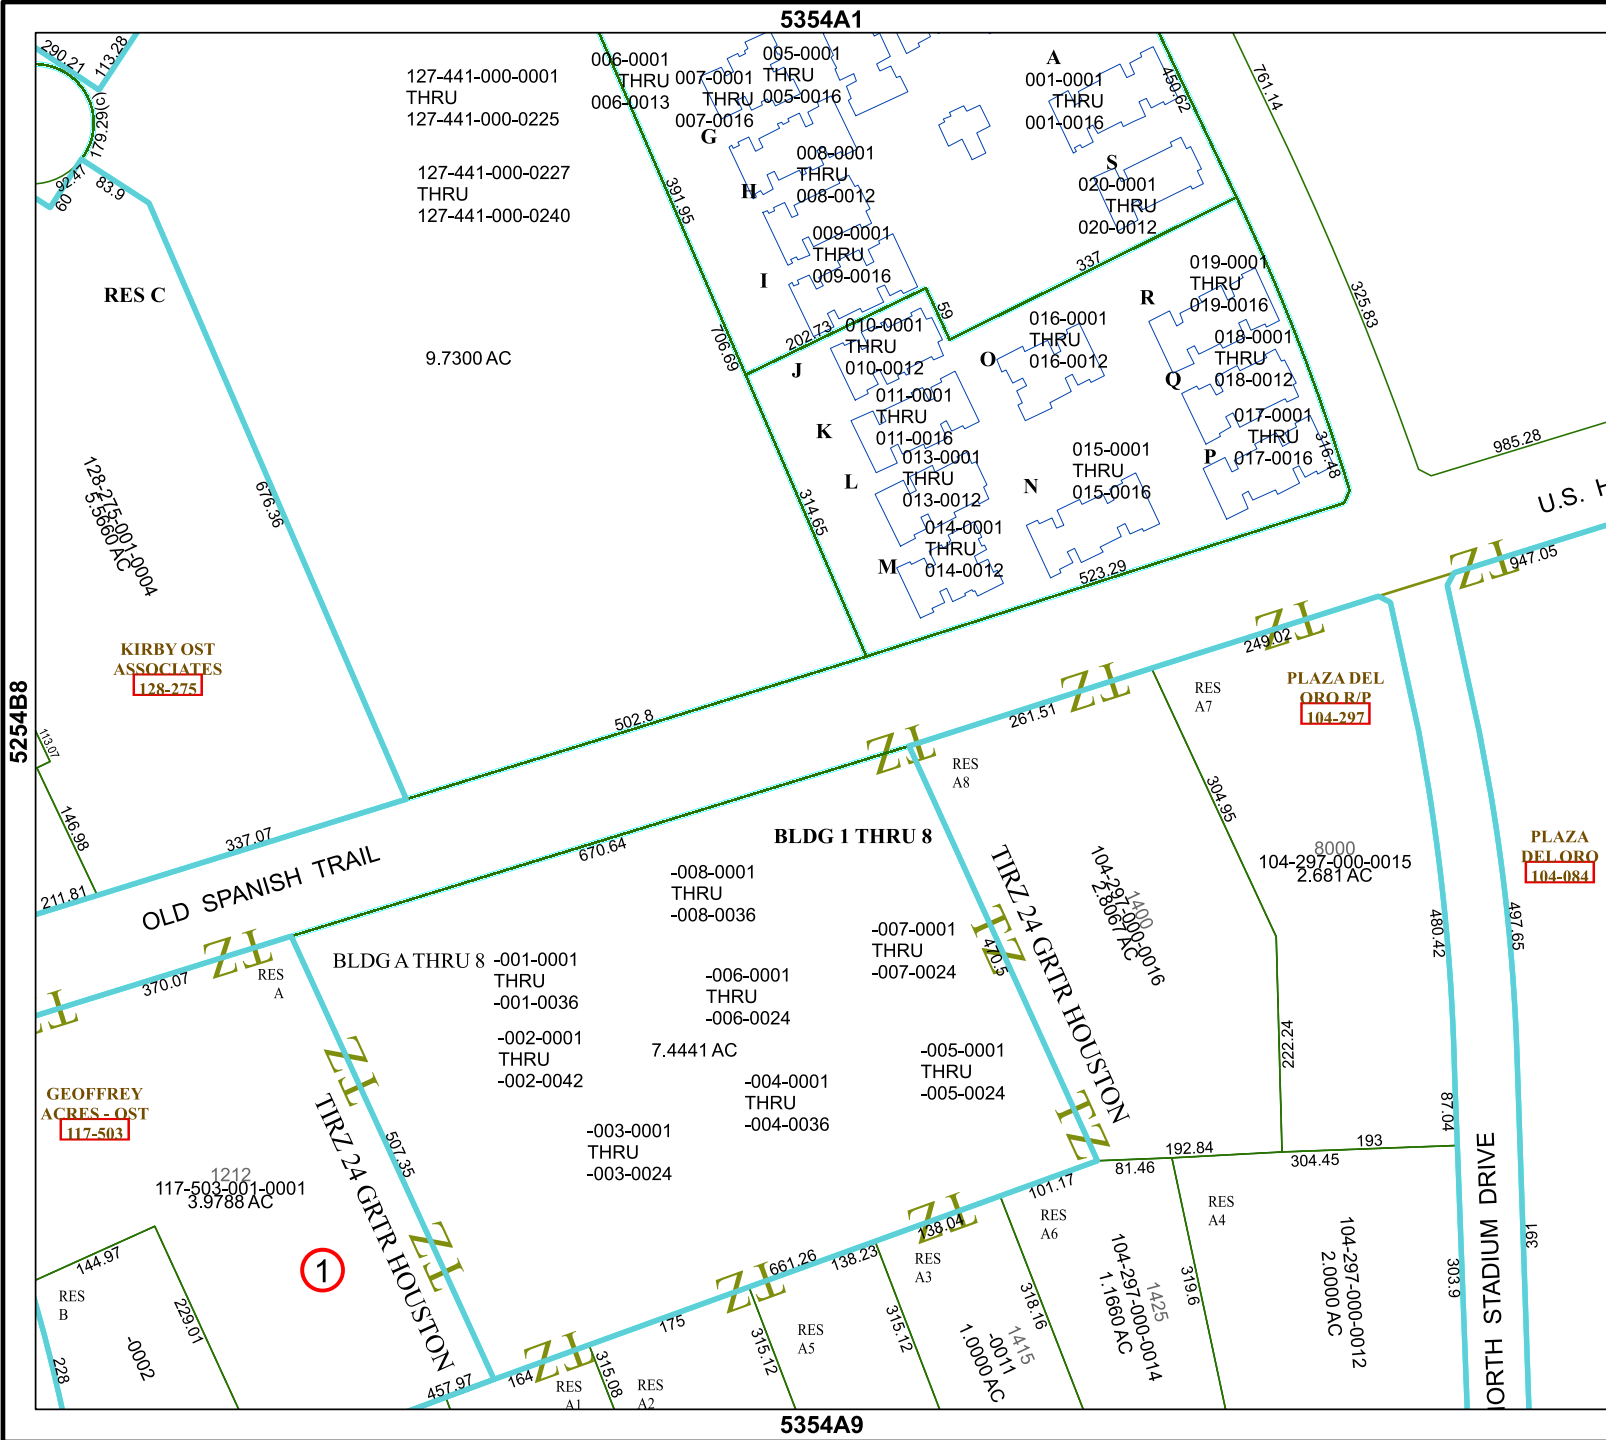 5354A1
290.21
113.28
179.29(c)
92.47
60
83.9
127-441-000-0001
THRU
127-441-000-0225
127-441-000-0227
THRU
127-441-000-0240
006-0001
THRU
006-0013
007-0001
THRU
007-0016
005-0001
THRU
005-0016
G
A
001-0001
THRU
001-0016
450.62
761.14
H
008-0001
THRU
008-0012
S
020-0001
THRU
020-0012
391.95
009-0001
THRU
009-0016
I
337
59
202.73
706.69
R
019-0001
THRU
019-0016
325.83
RES C
9.7300 AC
J
010-0001
THRU
010-0012
O
016-0001
THRU
016-0012
Q
018-0001
THRU
018-0012
K
011-0001
THRU
011-0016
P
017-0001
THRU
017-0016
316.48
985.28
L
013-0001
THRU
013-0012
N
015-0001
THRU
015-0016
314.65
M
014-0001
THRU
014-0012
523.29
U.S. H
947.05
128-275-001-0004
5.5660 AC
676.36
KIRBY OST
ASSOCIATES
128-275
5254B8
113.07
146.98
211.81
337.07
502.8
OLD SPANISH TRAIL
670.64
261.51
249.02
TZ
TZ
TZ
TZ
RES
A7
PLAZA DEL
ORO R/P
104-297
RES
A8
304.95
BLDG 1 THRU 8
8000
104-297-000-0015
2.681 AC
1400
104-297-000-0016
2.8067 AC
PLAZA
DEL ORO
104-084
480.42
497.65
TZ
TZ
370.07
RES
A
BLDG A THRU 8
-008-0001
THRU
-008-0036
-001-0001
THRU
-001-0036
-007-0001
THRU
-007-0024
-006-0001
THRU
-006-0024
-002-0001
THRU
-002-0042
7.4441 AC
-005-0001
THRU
-005-0024
-004-0001
THRU
-004-0036
-003-0001
THRU
-003-0024
TZ
470.5
TIRZ 24 GRTR HOUSTON
TZ
222.24
87.04
GEOFFREY
ACRES - OST
117-503
TZ
507.35
TIRZ 24 GRTR HOUSTON
TZ
1212
117-503-001-0001
3.9788 AC
1
192.84
193
81.46
304.45
101.17
TZ
138.04
138.23
661.26
TZ
175
TZ
164
457.97
144.97
RES
B
229.01
-0002
228
RES
A1
315.08
RES
A2
315.12
RES
A5
315.12
RES
A3
1415
-0011
1.0000 AC
318.16
RES
A6
1425
104-297-000-0014
1.1660 AC
319.6
RES
A4
104-297-000-0012
2.0000 AC
303.9
391
ORTH STADIUM DRIVE
5354A9